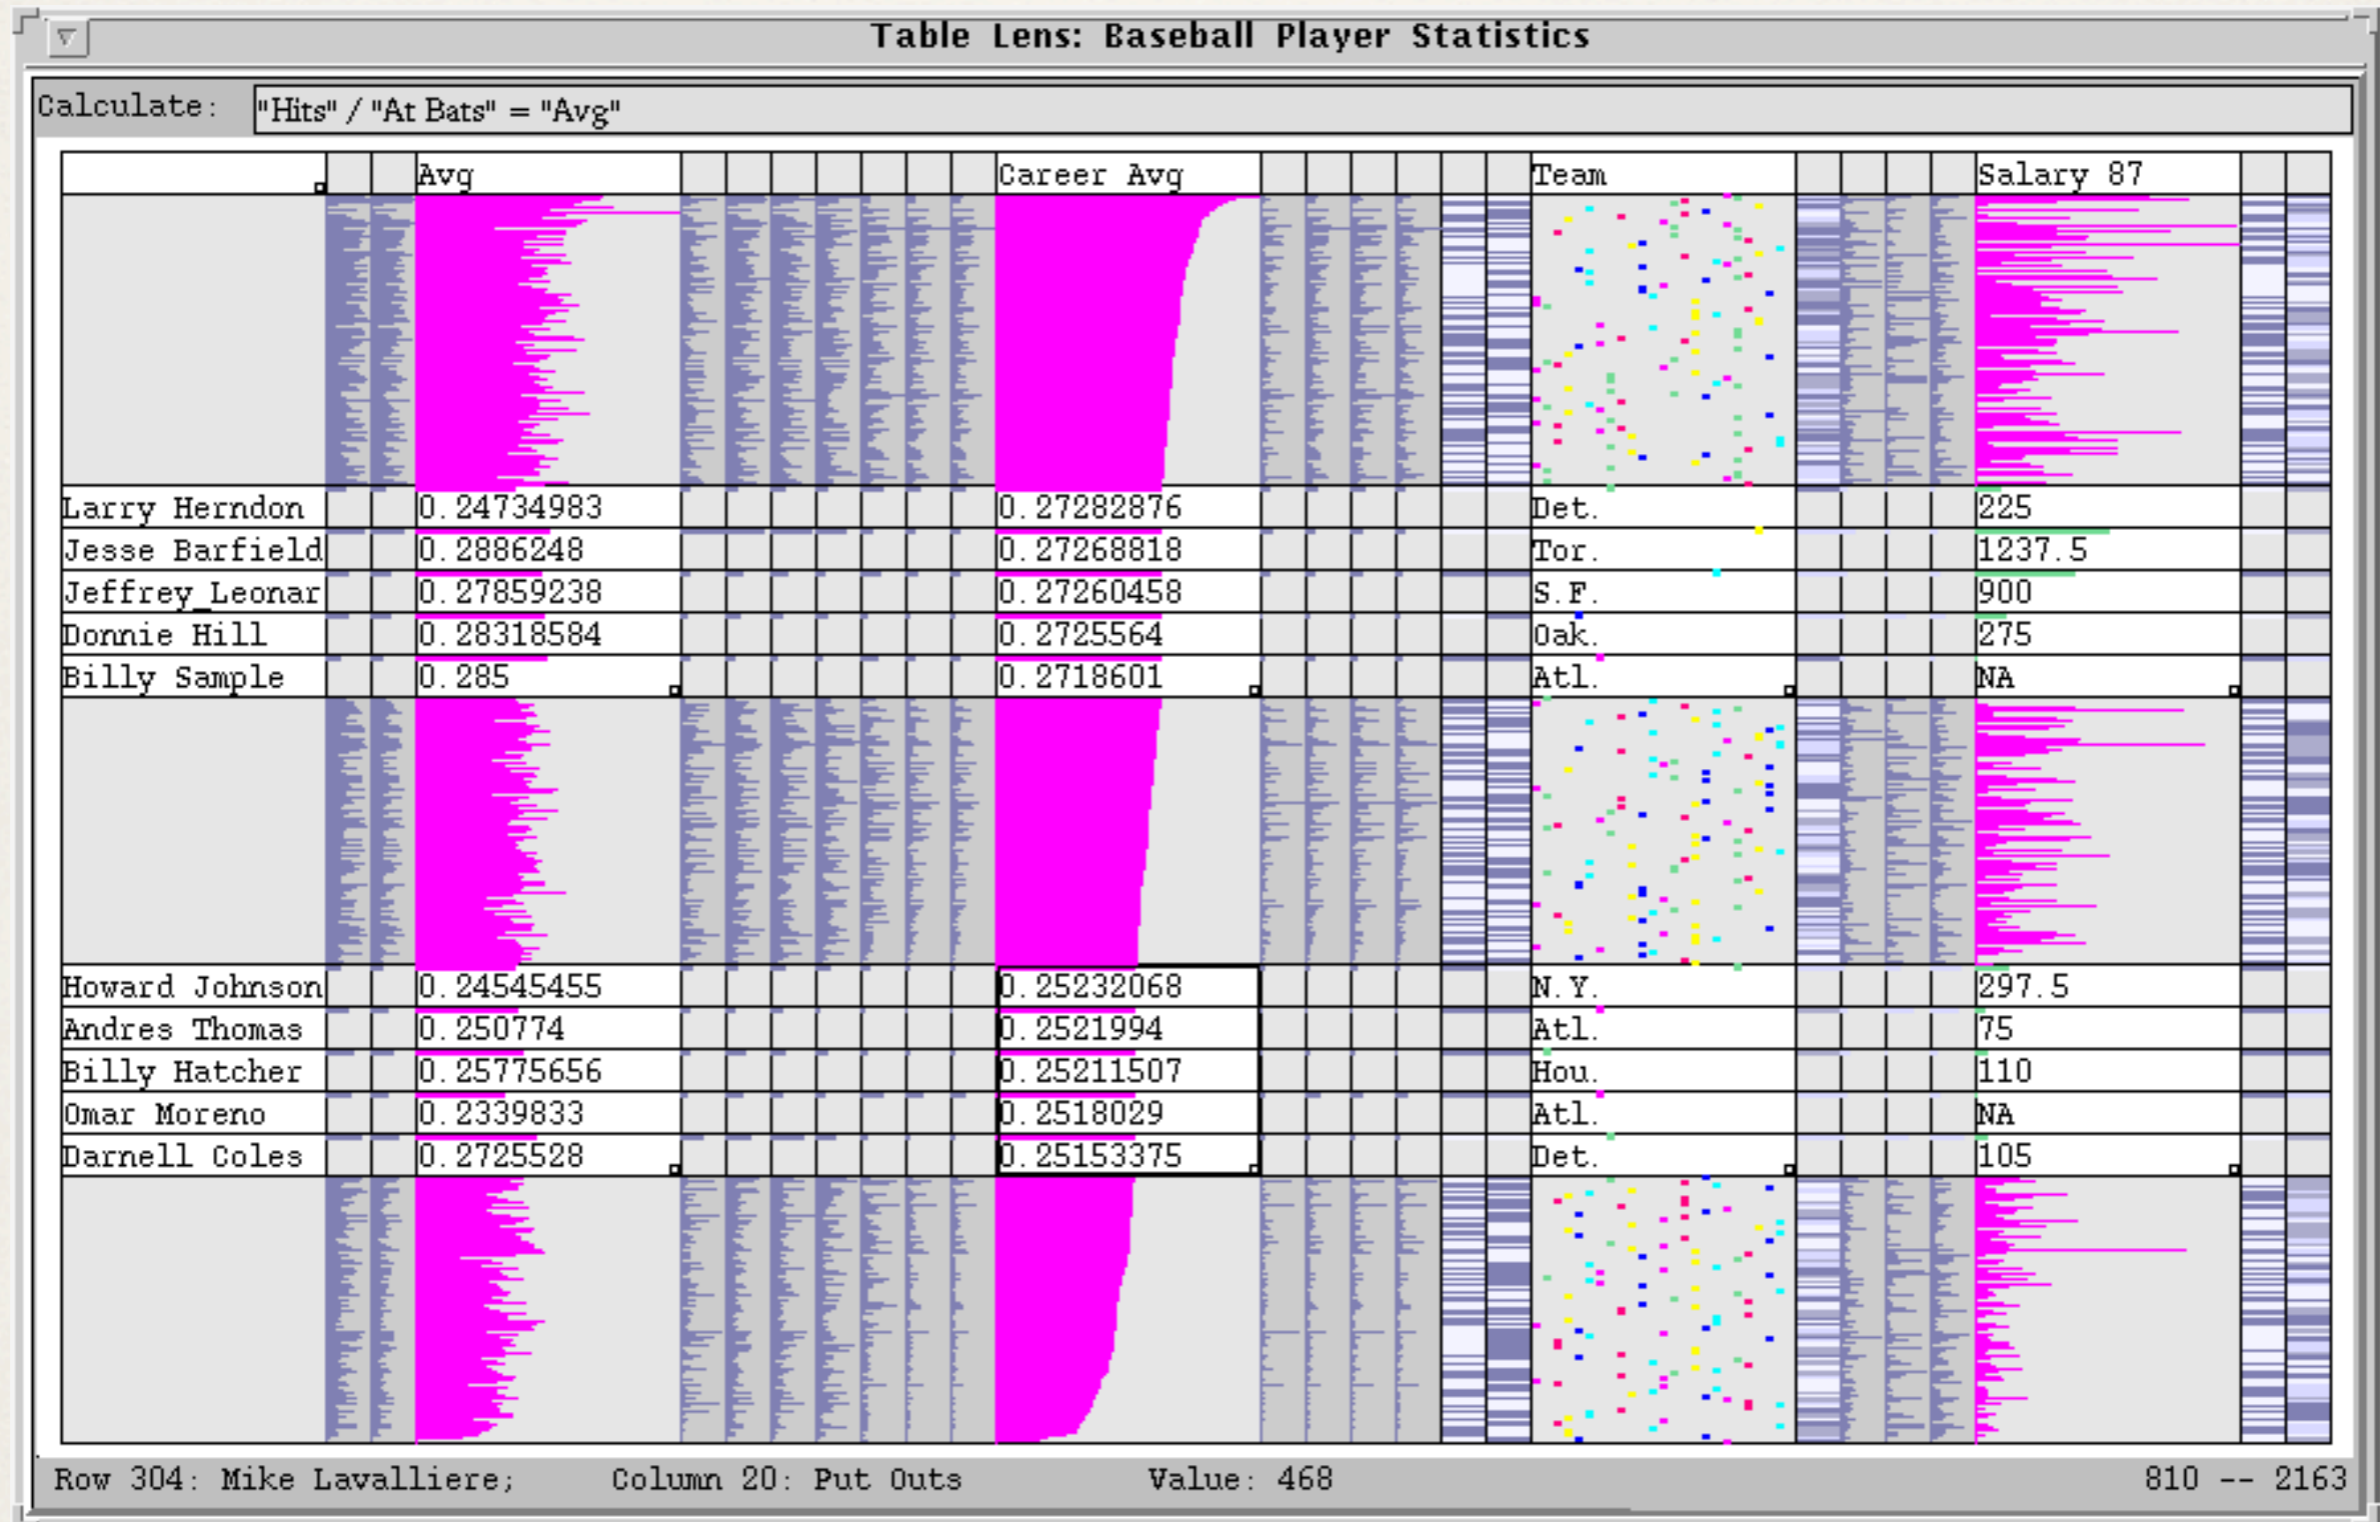 Table Lens: Baseball Player Statistics
Calculate: "Hits" / "At Bats" = "Avg"
Avg Career Avg Team Salary 87
Larry Herndon 0.24734983 0.27282876 Det. 225
Jesse Barfield 0.2886248 0.27268818 Tor. 1237.5
Jeffrey_Leonar 0.27859238 0.27260458 S.F. 900
Donnie Hill 0.28318584 0.2725564 Oak. 275
Billy Sample 0.285 0.2718601 Atl. NA
Howard Johnson 0.24545455 0.25232068 N.Y. 297.5
Andres Thomas 0.250774 0.2521994 Atl. 75
Billy Hatcher 0.25775656 0.25211507 Hou. 110
Omar Moreno 0.2339833 0.2518029 Atl. NA
Darnell Coles 0.2725528 0.25153375 Det. 105
Row 304: Mike Lavalliere; Column 20: Put Outs Value: 468 810 -- 2163